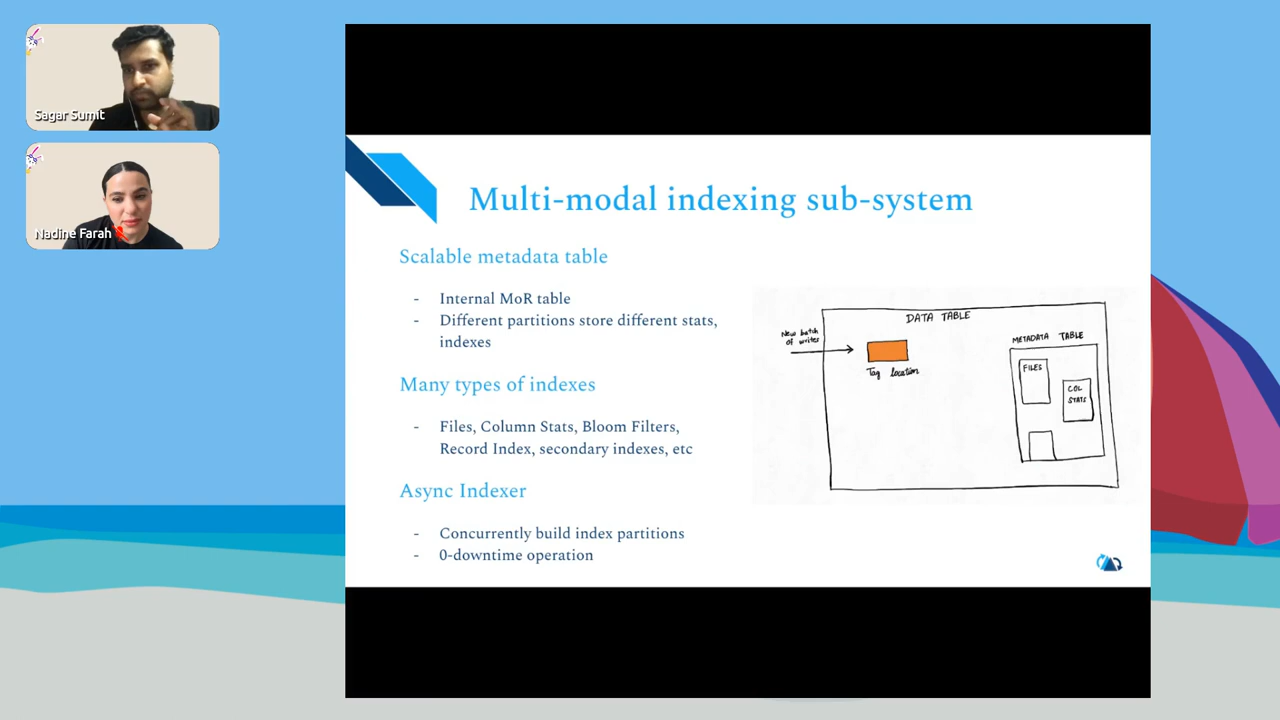 Sagar Sumit
Nadine Farah
Multi-modal indexing sub-system
Scalable metadata table
- Internal MoR table
- Different partitions store different stats,
indexes
Many types of indexes
- Files, Column Stats, Bloom Filters,
Record Index, secondary indexes, etc
Async Indexer
- Concurrently build index partitions
- 0-downtime operation
DATA TABLE
New batch
of writes
Tag location
METADATA TABLE
FILES
COL
STATS